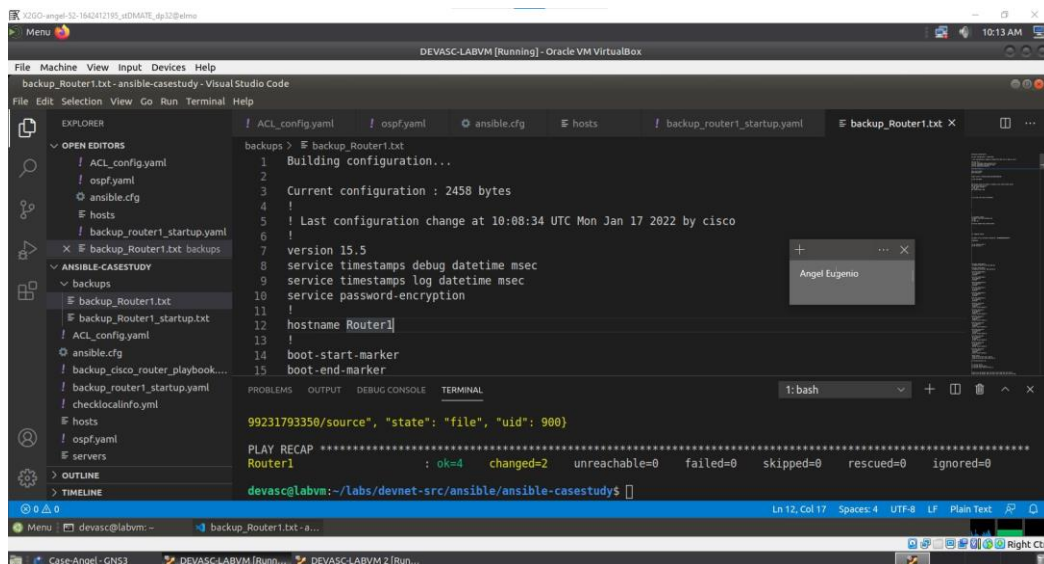 X2GO-angel-52-1642412195_stDMATE_dp32@elmo
Menu 10:13 AM
DEVASC-LABVM [Running] - Oracle VM VirtualBox
File Machine View Input Devices Help
backup_Router1.txt - ansible-casestudy - Visual Studio Code
File Edit Selection View Go Run Terminal Help
EXPLORER
OPEN EDITORS
! ACL_config.yaml
! ospf.yaml
ansible.cfg
hosts
! backup_router1_startup.yaml
backup_Router1.txt backups
ANSIBLE-CASESTUDY
backups
backup_Router1.txt
backup_Router1_startup.txt
! ACL_config.yaml
ansible.cfg
! backup_cisco_router_playbook....
! backup_router1_startup.yaml
! checklocalinfo.yml
hosts
! ospf.yaml
servers
OUTLINE
TIMELINE
! ACL_config.yaml ! ospf.yaml ansible.cfg hosts ! backup_router1_startup.yaml backup_Router1.txt
backups > backup_Router1.txt
1 Building configuration...
2
3 Current configuration : 2458 bytes
4 !
5 ! Last configuration change at 10:08:34 UTC Mon Jan 17 2022 by cisco
6 !
7 version 15.5
8 service timestamps debug datetime msec
9 service timestamps log datetime msec
10 service password-encryption
11 !
12 hostname Router1
13 !
14 boot-start-marker
15 boot-end-marker
Angel Eugenio
PROBLEMS OUTPUT DEBUG CONSOLE TERMINAL 1: bash
99231793350/source", "state": "file", "uid": 900}
PLAY RECAP *********************************************************************
Router1 : ok=4 changed=2 unreachable=0 failed=0 skipped=0 rescued=0 ignored=0
devasc@labvm:~/labs/devnet-src/ansible/ansible-casestudy$
0 0 Ln 12, Col 17 Spaces: 4 UTF-8 LF Plain Text
Menu devasc@labvm: ~ backup_Router1.txt - a...
Right Ct
Case-Angel - GNS3 DEVASC-LABVM [Runn... DEVASC-LABVM 2 [Run...